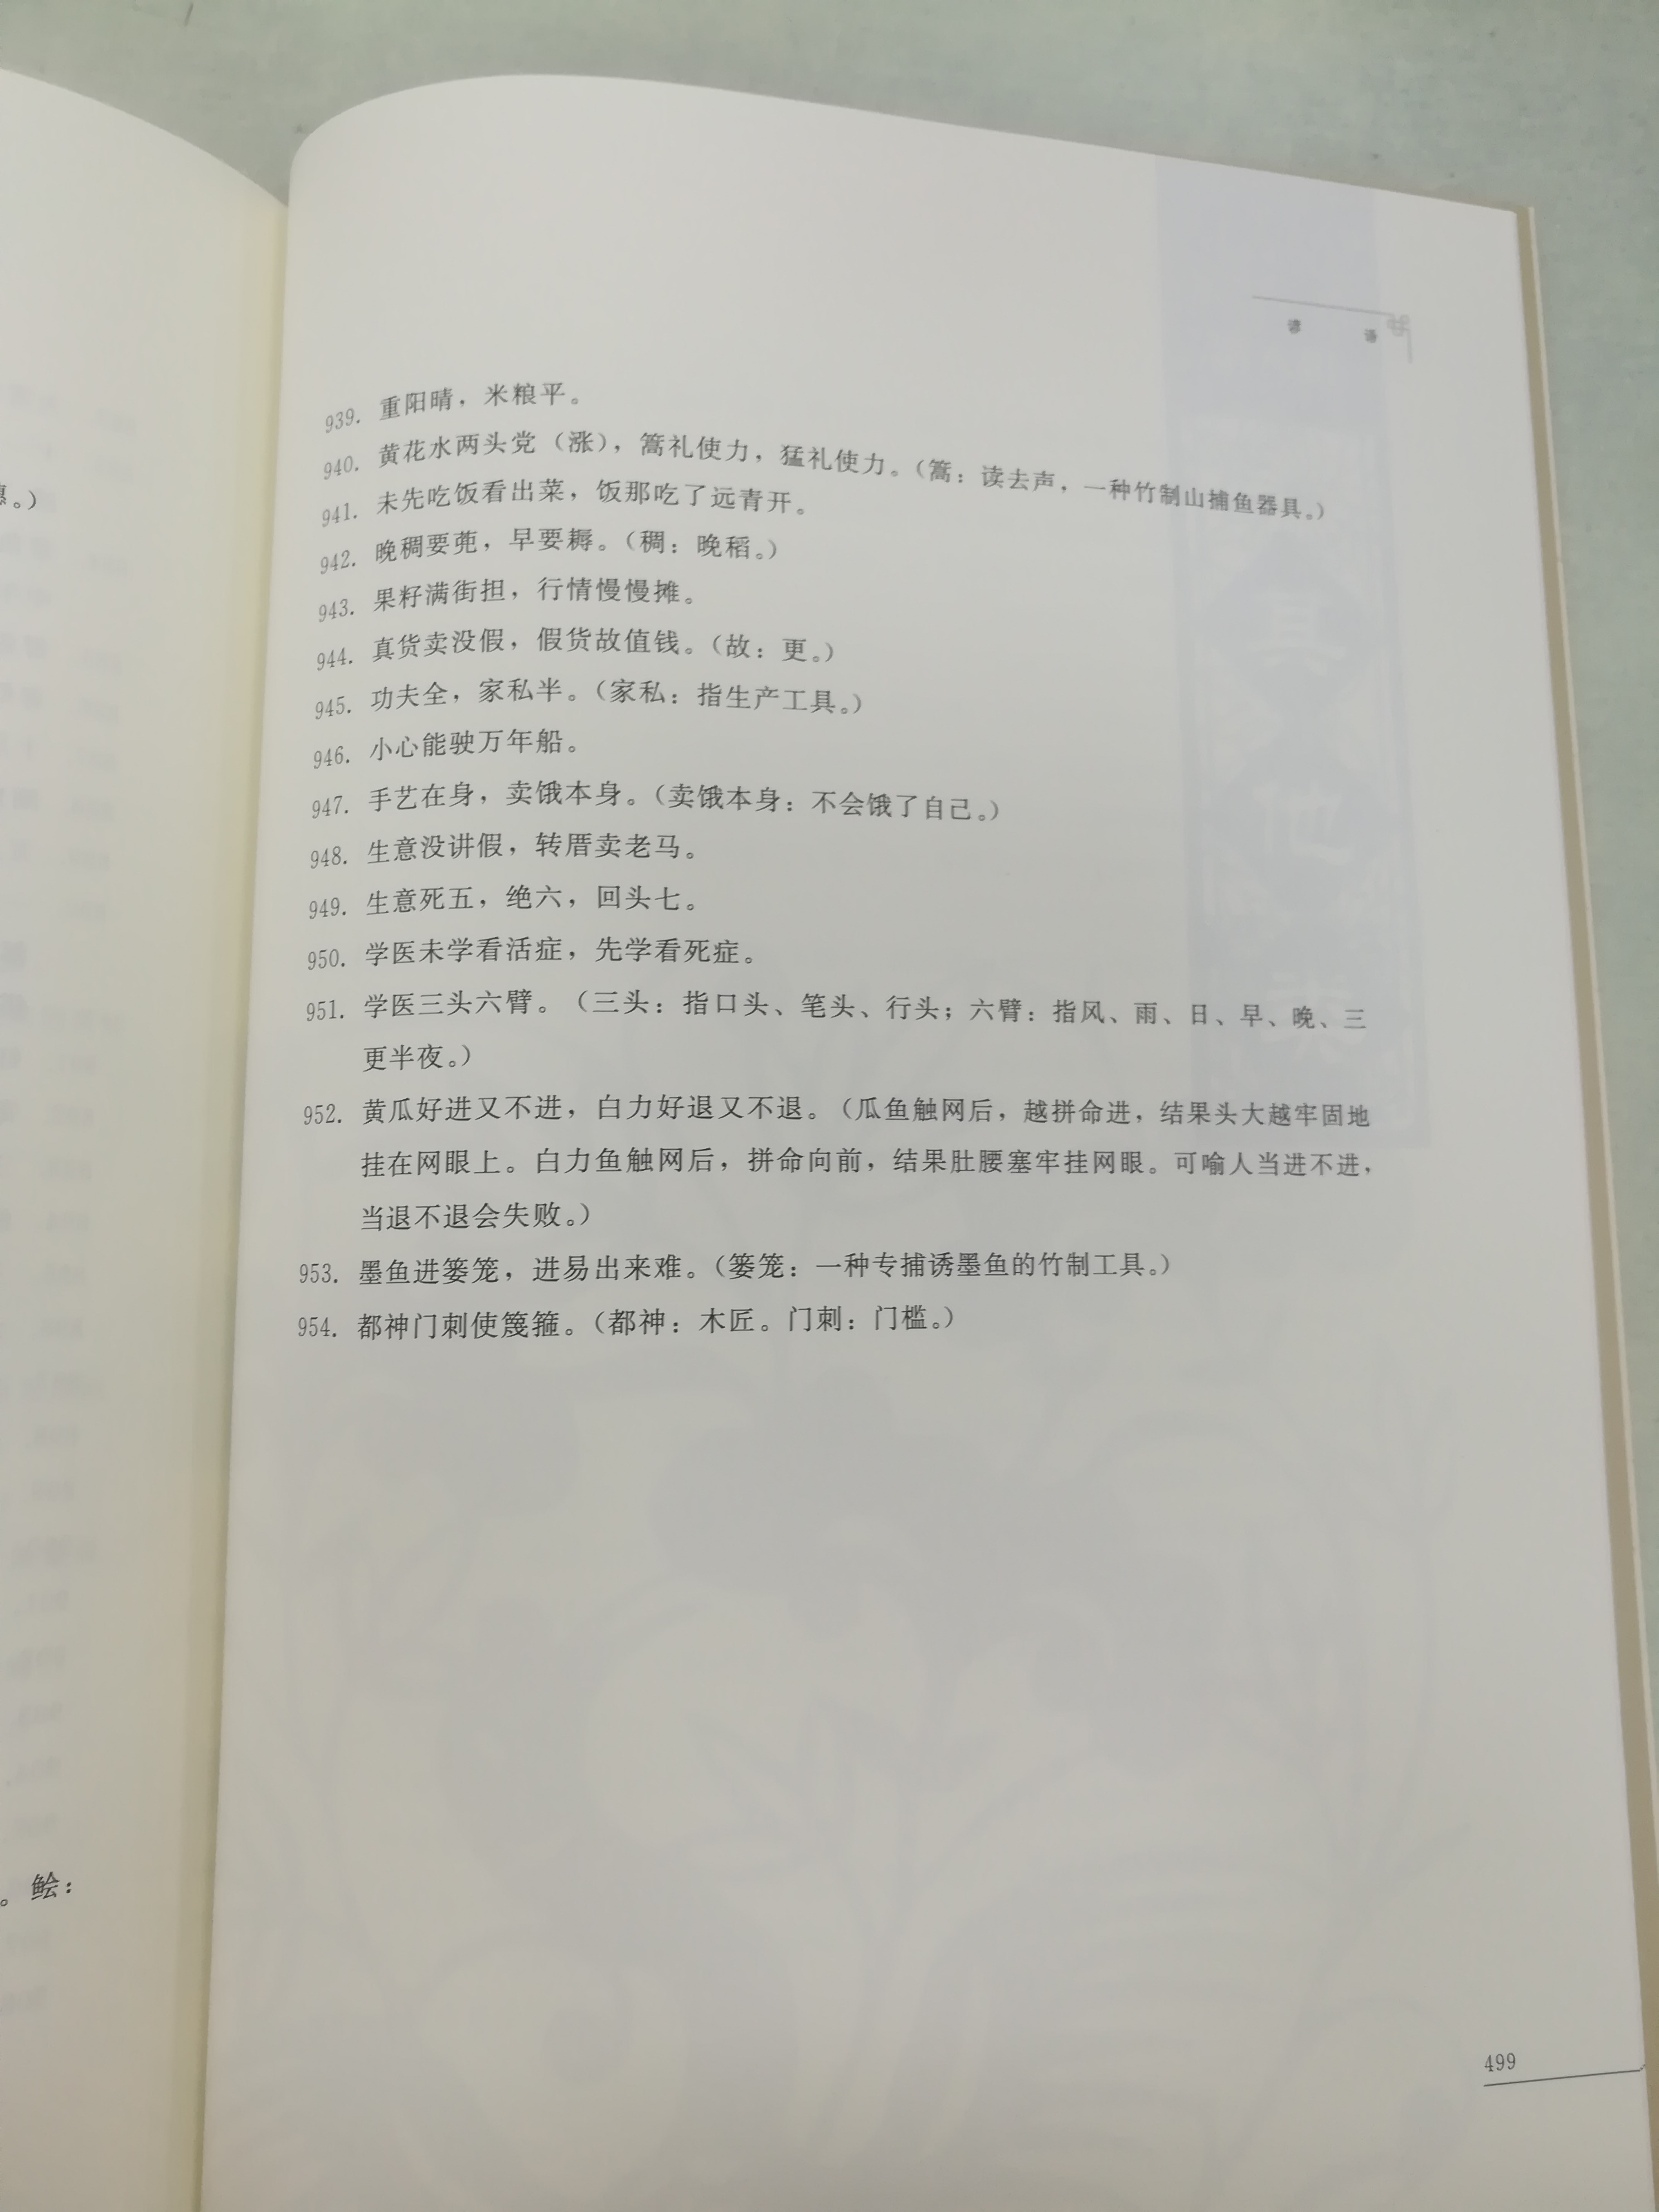 谚 语
939. 重阳晴，米粮平。
940. 黄花水两头党（涨），篙礼使力，猛礼使力。（篙：读去声，一种竹制山捕鱼器具。）
941. 未先吃饭看出菜，饭那吃了远青开。
942. 晚稠要蔸，早要耨。（稠：晚稻。）
943. 果籽满街担，行情慢慢摊。
944. 真货卖没假，假货故值钱。（故：更。）
945. 功夫全，家私半。（家私：指生产工具。）
946. 小心能驶万年船。
947. 手艺在身，卖饿本身。（卖饿本身：不会饿了自己。）
948. 生意没讲假，转厝卖老马。
949. 生意死五，绝六，回头七。
950. 学医未学看活症，先学看死症。
951. 学医三头六臂。（三头：指口头、笔头、行头；六臂：指风、雨、日、早、晚、三
更半夜。）
952. 黄瓜好进又不进，白力好退又不退。（瓜鱼触网后，越拼命进，结果头大越牢固地
挂在网眼上。白力鱼触网后，拼命向前，结果肚腰塞牢挂网眼。可喻人当进不进，
当退不退会失败。）
953. 墨鱼进篓笼，进易出来难。（篓笼：一种专捕诱墨鱼的竹制工具。）
954. 都神门刺使篾箍。（都神：木匠。门刺：门槛。）
499
。）
。鲙：